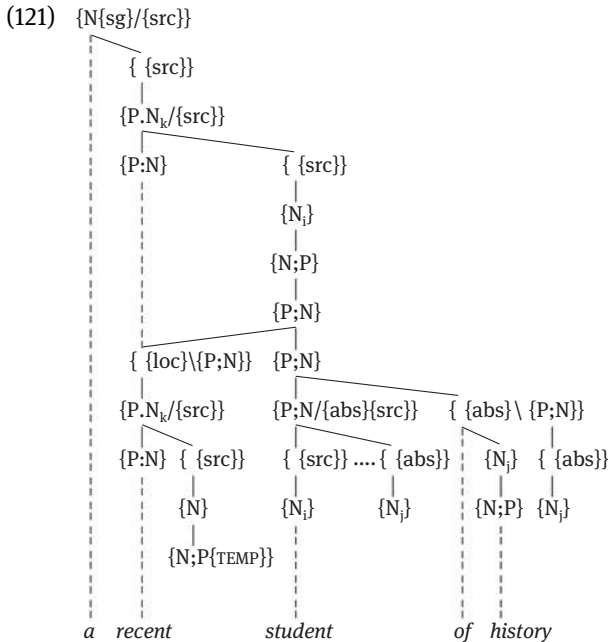 (121) {N{sg}/{src}}
{ {src}}
{P.Nk/{src}}
{P:N} { {src}}
{Ni}
{N;P}
{P;N}
{ {loc}\{P;N}} {P;N}
{P.Nk/{src}} {P;N/{abs}{src}} { {abs}\ {P;N}}
{P:N} { {src}} { {src}} .... { {abs}} {Nj} { {abs}}
{N} {Ni} {Nj} {N;P} {Nj}
{N;P{TEMP}}
a recent student of history